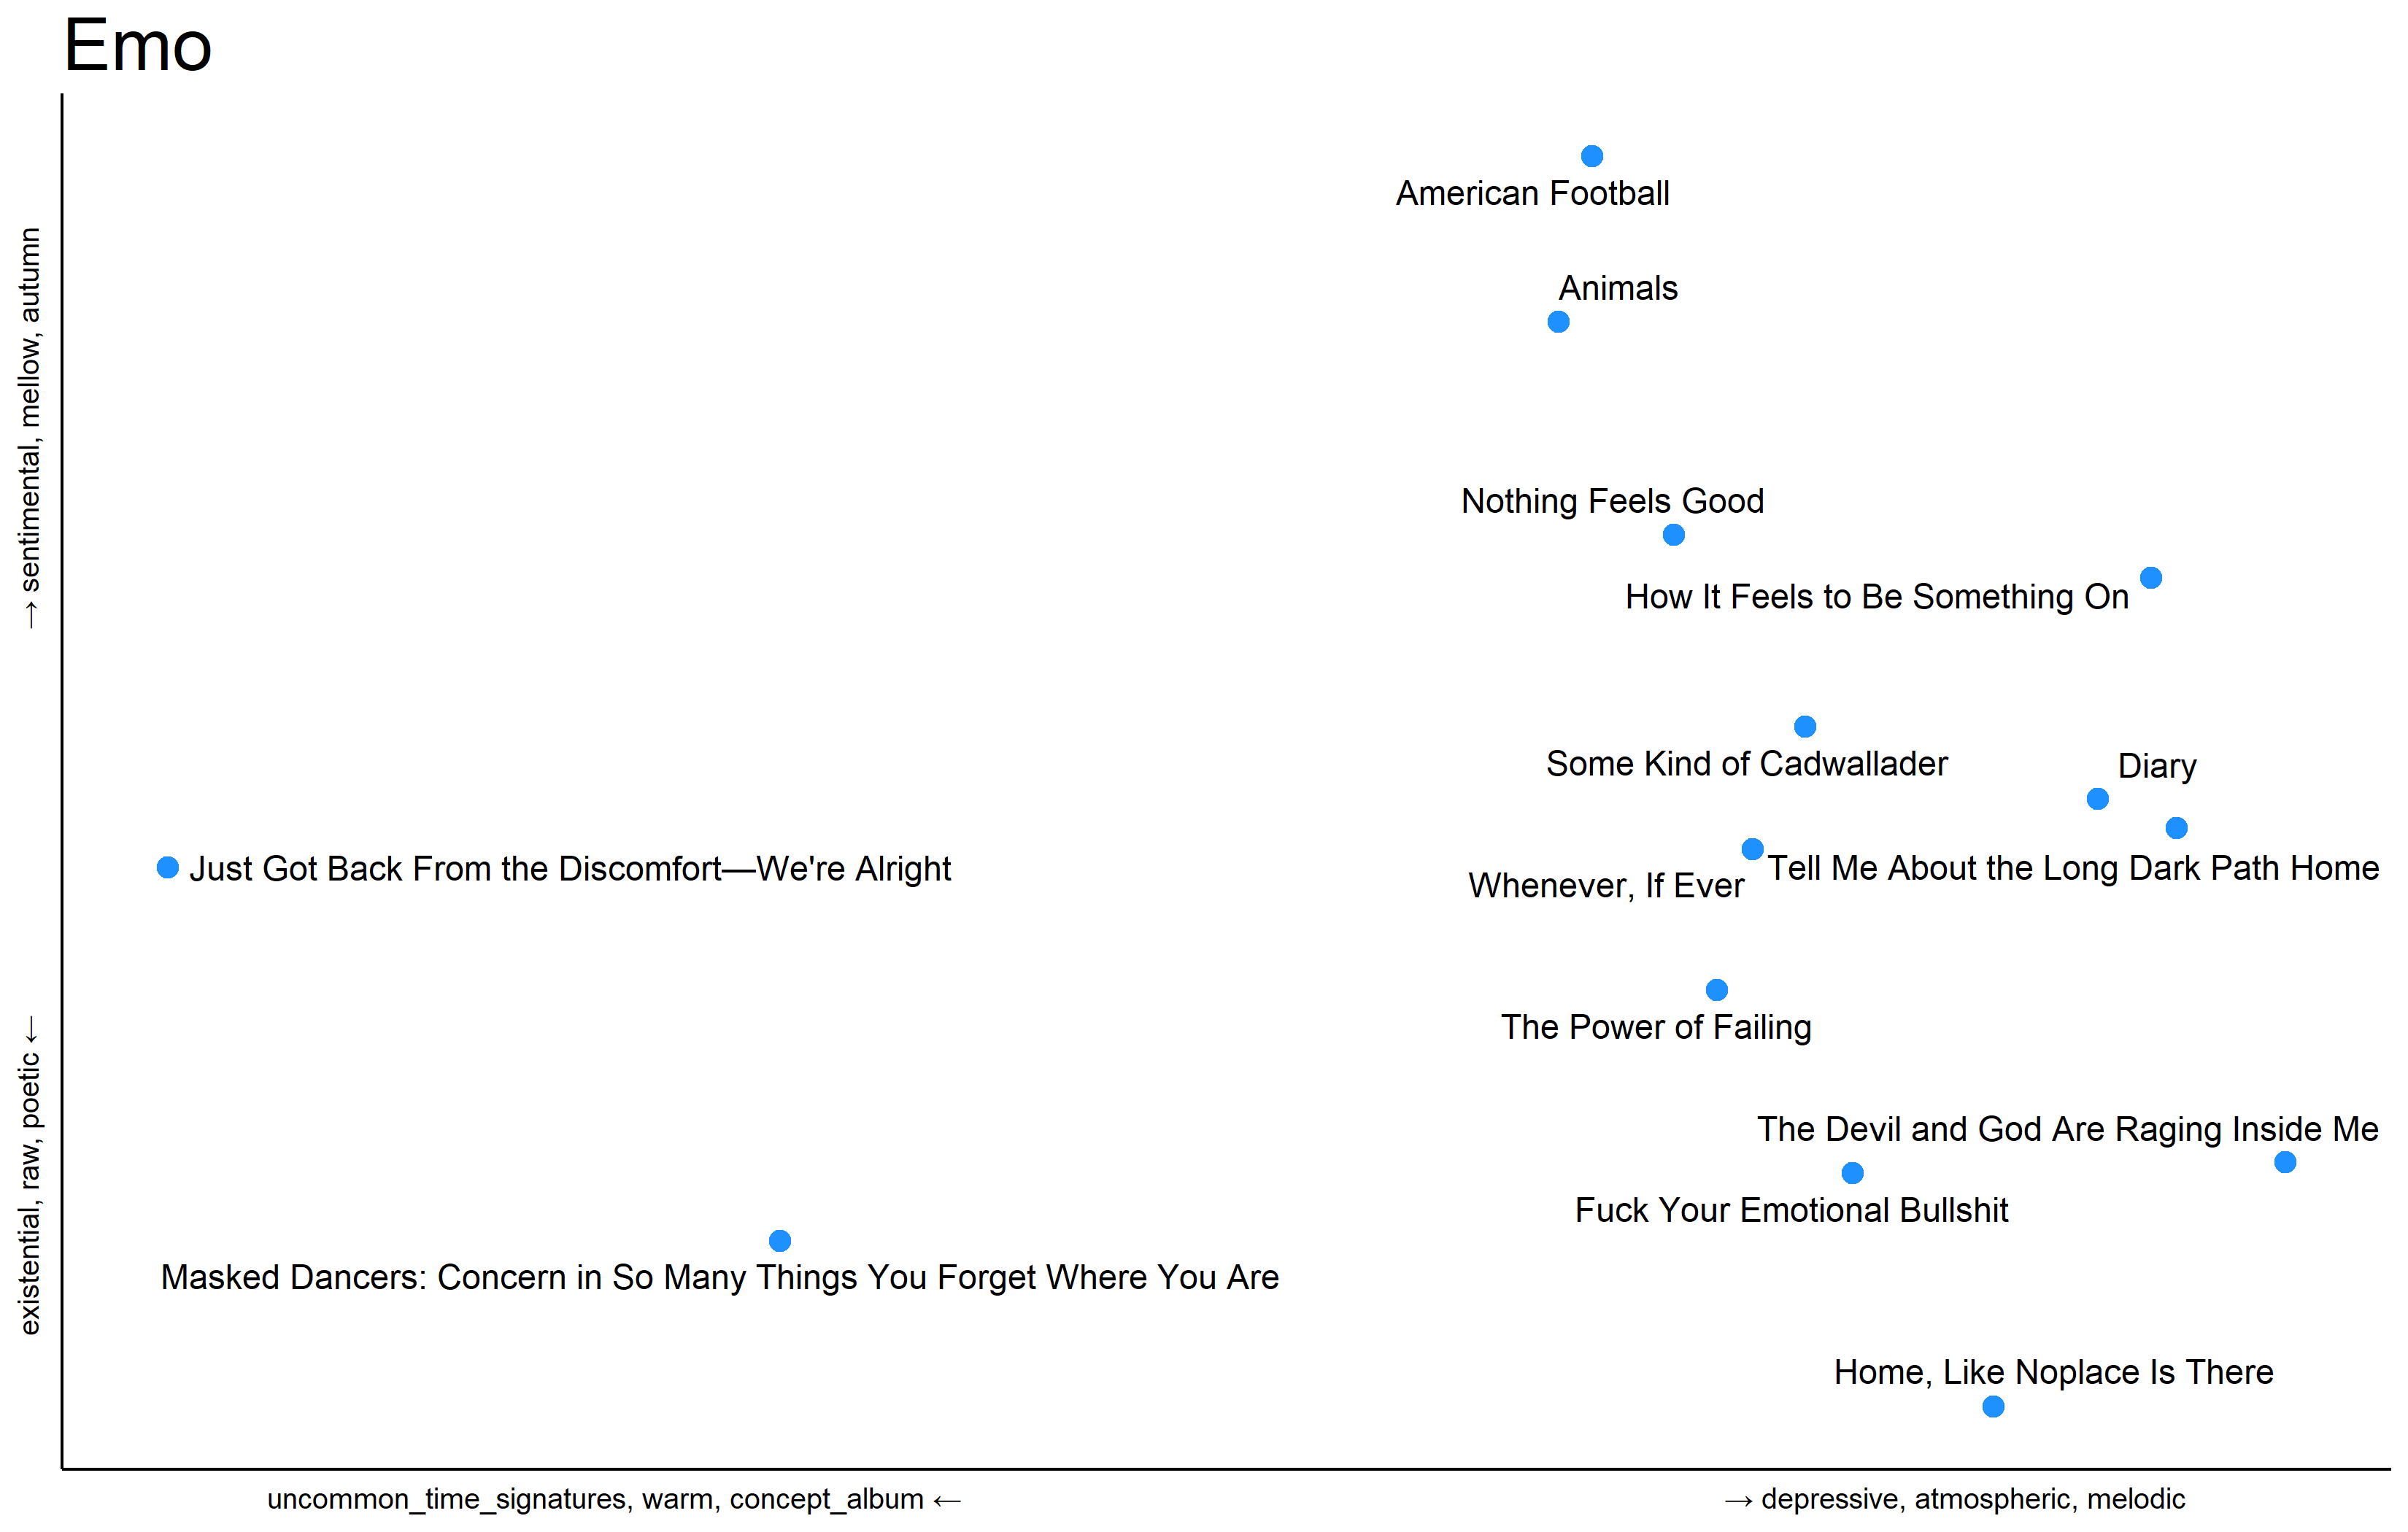 Emo
American Football
Animals
Nothing Feels Good
How It Feels to Be Something On
Some Kind of Cadwallader
Diary
Just Got Back From the Discomfort—We're Alright
Tell Me About the Long Dark Path Home
Whenever, If Ever
The Power of Failing
The Devil and God Are Raging Inside Me
Fuck Your Emotional Bullshit
Masked Dancers: Concern in So Many Things You Forget Where You Are
Home, Like Noplace Is There
→ sentimental, mellow, autumn
existential, raw, poetic ←
uncommon_time_signatures, warm, concept_album ←
→ depressive, atmospheric, melodic